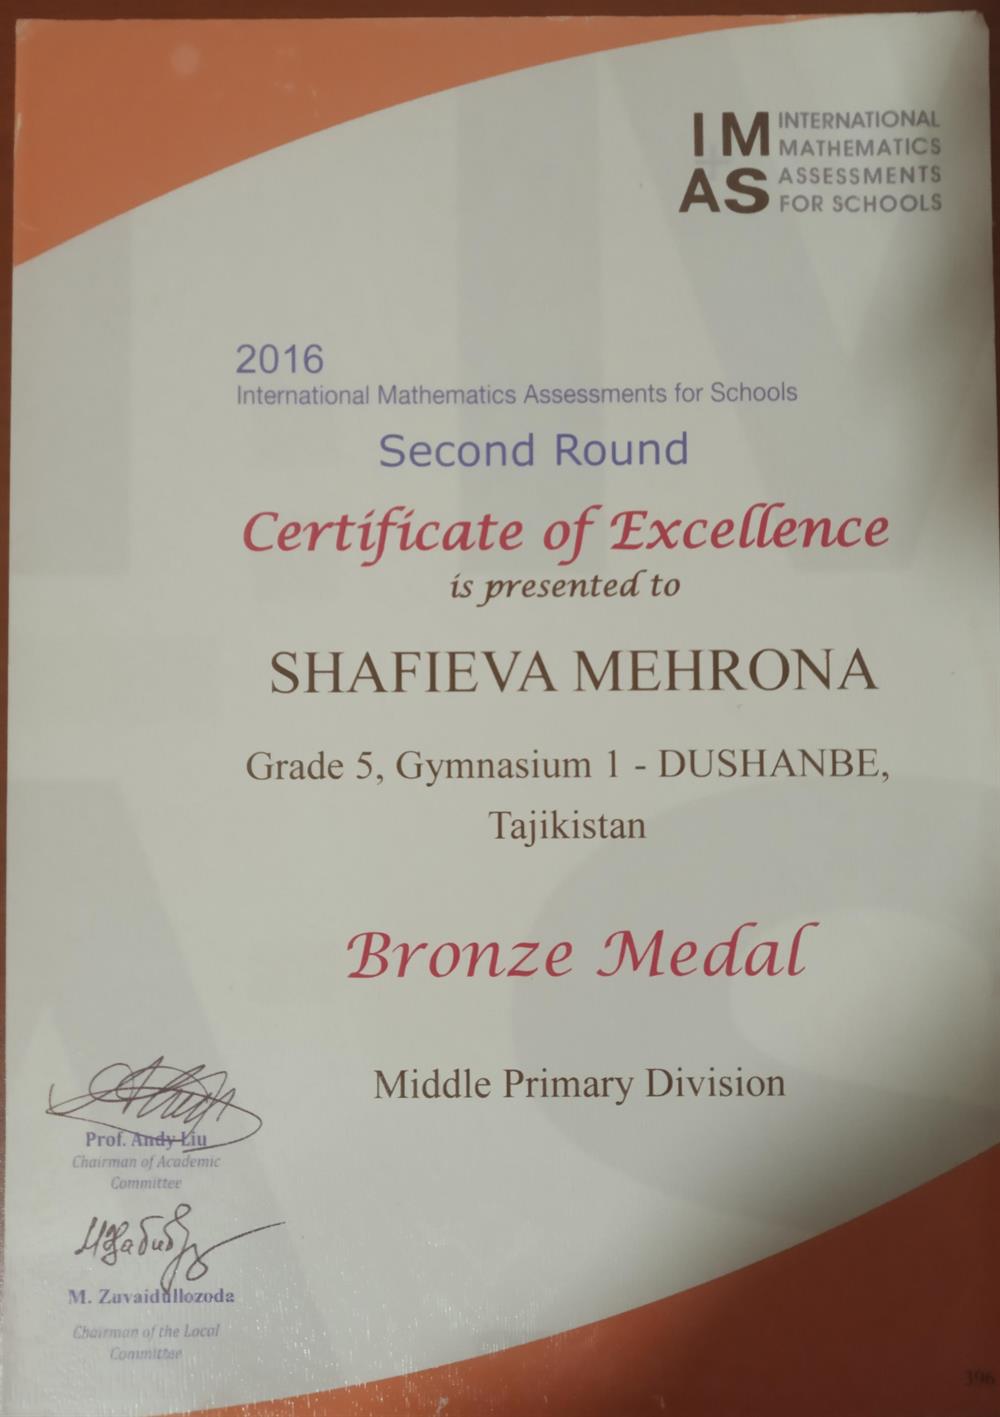 IM INTERNATIONAL
MATHEMATICS
AS ASSESSMENTS
FOR SCHOOLS
2016
International Mathematics Assessments for Schools
Second Round
Certificate of Excellence
is presented to
SHAFIEVA MEHRONA
Grade 5, Gymnasium 1 - DUSHANBE,
Tajikistan
Bronze Medal
Middle Primary Division
Prof. Andy Liu
Chairman of Academic
Committee
M. Zuvaidullozoda
Chairman of the Local
Committee
396